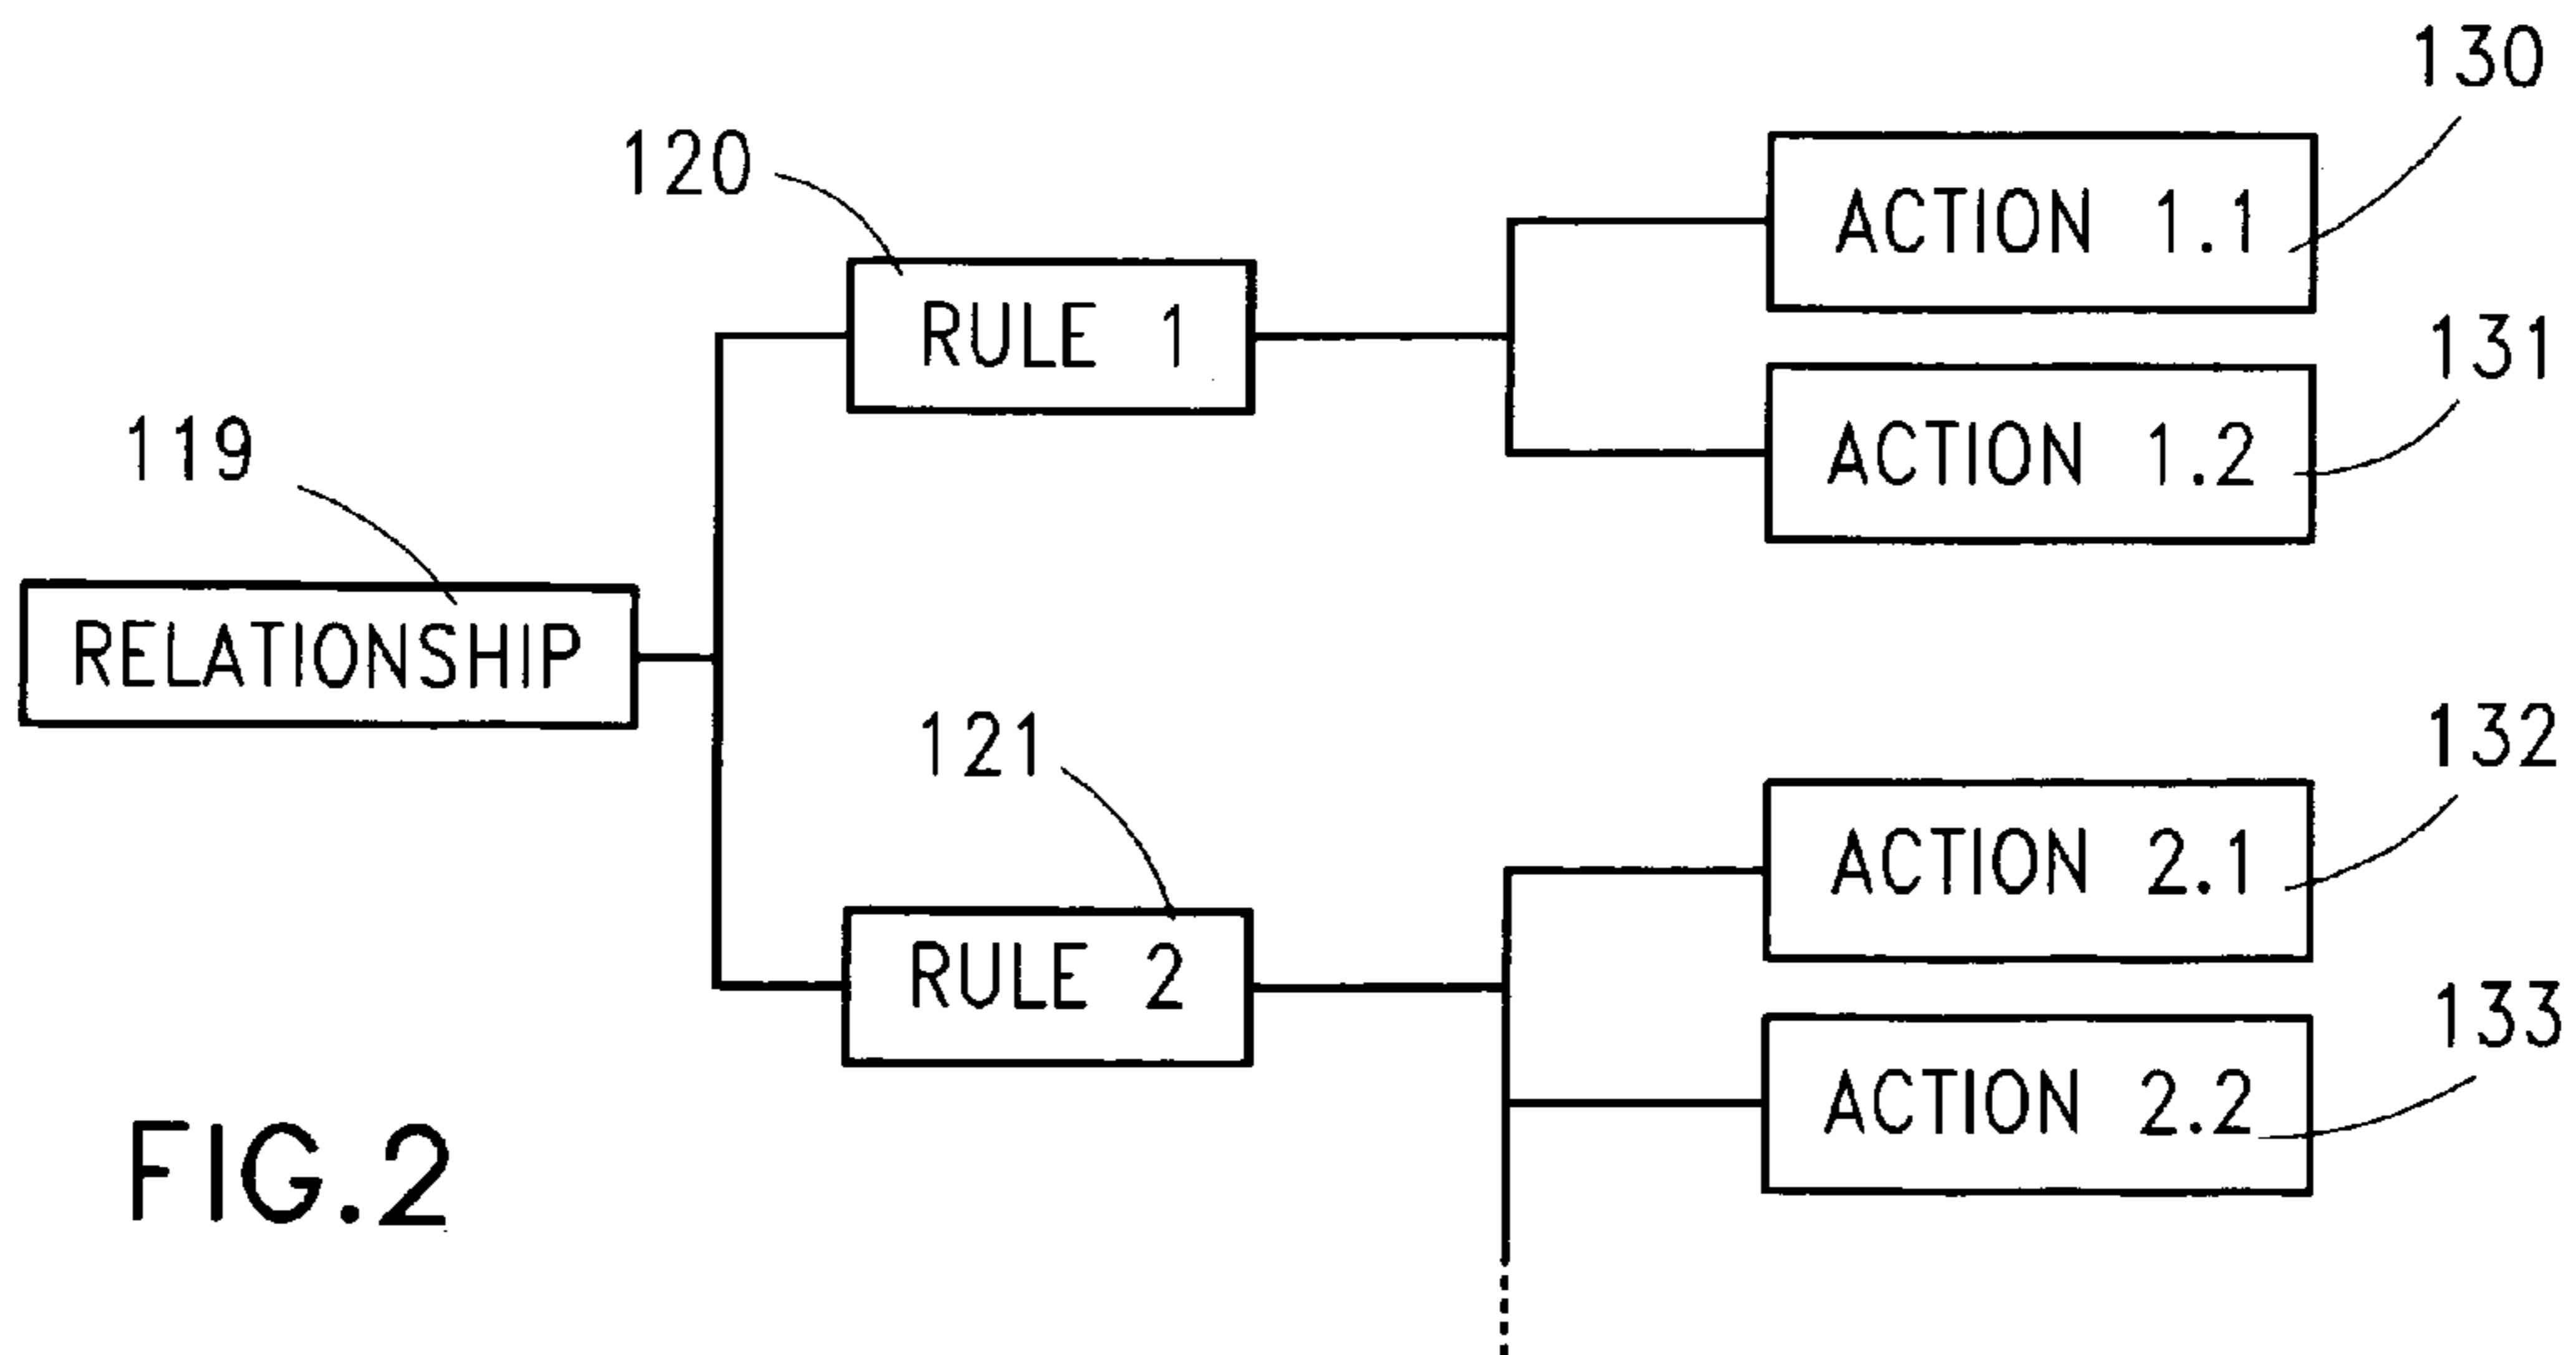 130
120
ACTION 1.1
RULE 1
131
119
ACTION 1.2
RELATIONSHIP
121
132
ACTION 2.1
RULE 2
133
ACTION 2.2
FIG.2